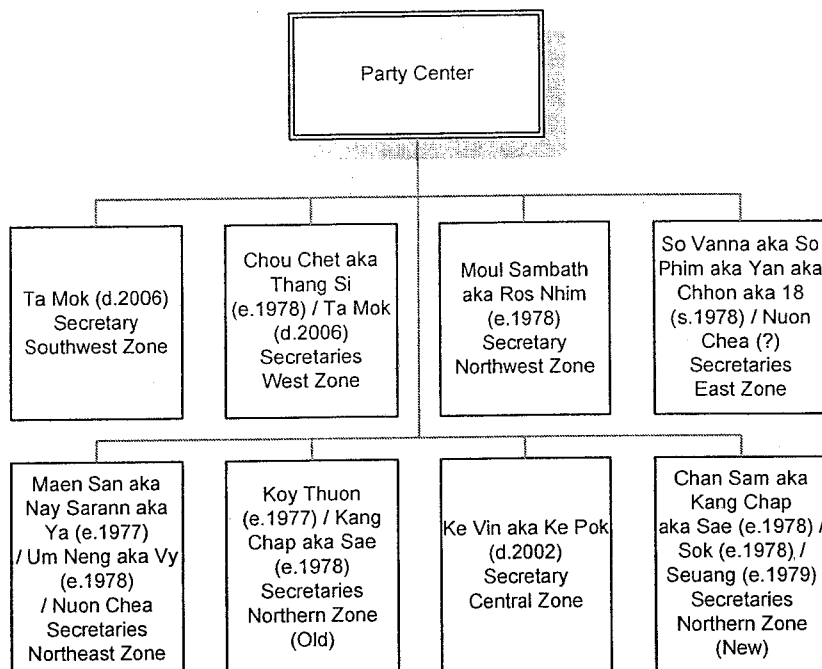 Party Center
Ta Mok (d.2006)
Secretary
Southwest Zone
Chou Chet aka
Thang Si
(e.1978) / Ta Mok
(d.2006)
Secretaries
West Zone
Moul Sambath
aka Ros Nhim
(e.1978)
Secretary
Northwest Zone
So Vanna aka So
Phim aka Yan aka
Chhon aka 18
(s.1978) / Nuon
Chea (?)
Secretaries
East Zone
Maen San aka
Nay Sarann aka
Ya (e.1977)
/ Um Neng aka Vy
(e.1978)
/ Nuon Chea
Secretaries
Northeast Zone
Koy Thuon
(e.1977) / Kang
Chap aka Sae
(e.1978)
Secretaries
Northern Zone
(Old)
Ke Vin aka Ke Pok
(d.2002)
Secretary
Central Zone
Chan Sam aka
Kang Chap
aka Sae (e.1978) /
Sok (e.1978) /
Seuang (e.1979)
Secretaries
Northern Zone
(New)